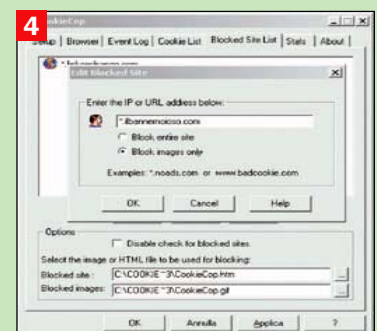 4
CookieCop
Setup Browser Event Log Cookie List Blocked Site List Stats About
Edit Blocked Site
Enter the IP or URL address below:
*.ilbannernoioso.com
Block entire site
Block images only
Examples: *.noads.com or www.badcookie.com
OK Cancel Help
Options
Disable check for blocked sites.
Select the image or HTML file to be used for blocking:
Blocked site : C:\COOKIE~3\CookieCop.htm ...
Blocked images: C:\COOKIE~3\CookieCop.gif ...
OK Annulla Applica ?